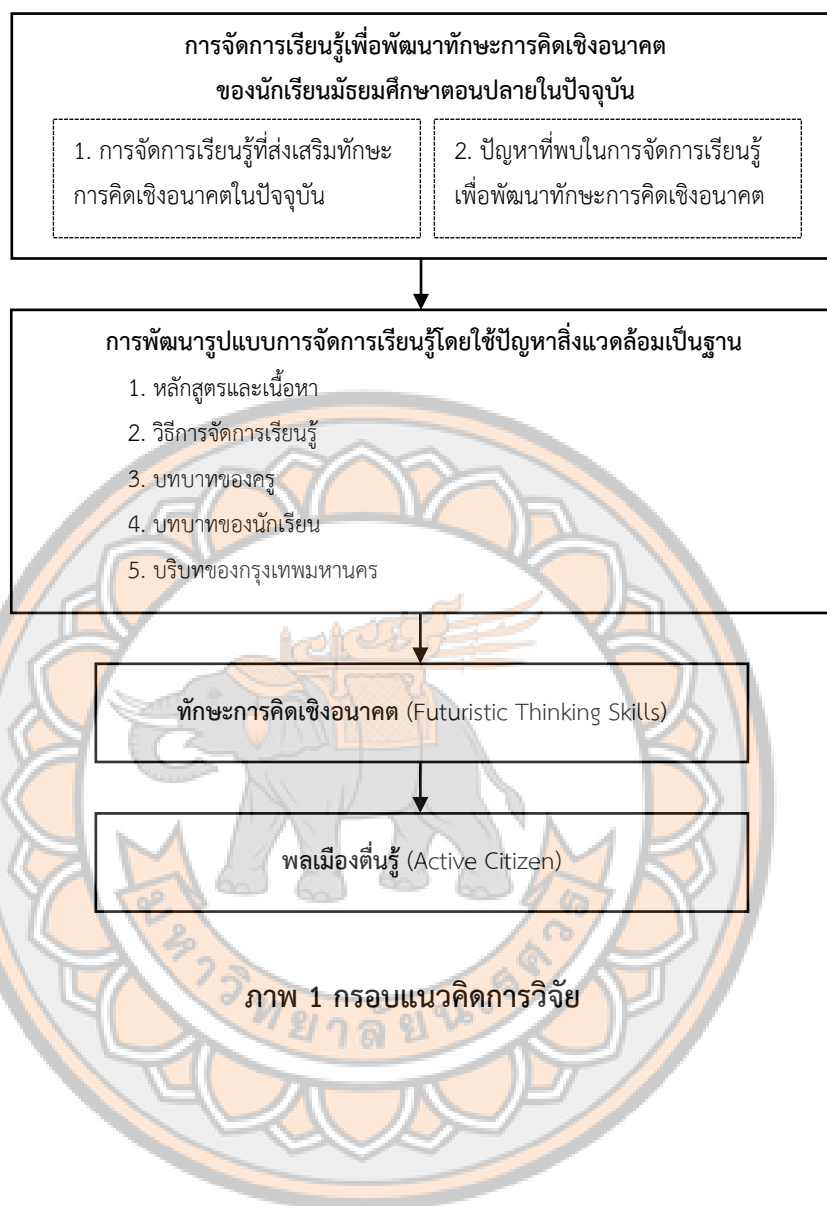 การจัดการเรียนรู้เพื่อพัฒนาทักษะการคิดเชิงอนาคต
ของนักเรียนมัธยมศึกษาตอนปลายในปัจจุบัน
1. การจัดการเรียนรู้ที่ส่งเสริมทักษะ
การคิดเชิงอนาคตในปัจจุบัน
2. ปัญหาที่พบในการจัดการเรียนรู้
เพื่อพัฒนาทักษะการคิดเชิงอนาคต
การพัฒนารูปแบบการจัดการเรียนรู้โดยใช้ปัญหาสิ่งแวดล้อมเป็นฐาน
1. หลักสูตรและเนื้อหา
2. วิธีการจัดการเรียนรู้
3. บทบาทของครู
4. บทบาทของนักเรียน
5. บริบทของกรุงเทพมหานคร
ทักษะการคิดเชิงอนาคต (Futuristic Thinking Skills)
พลเมืองตื่นรู้ (Active Citizen)
ภาพ 1 กรอบแนวคิดการวิจัย
มหาวิทยาลัยนเรศวร